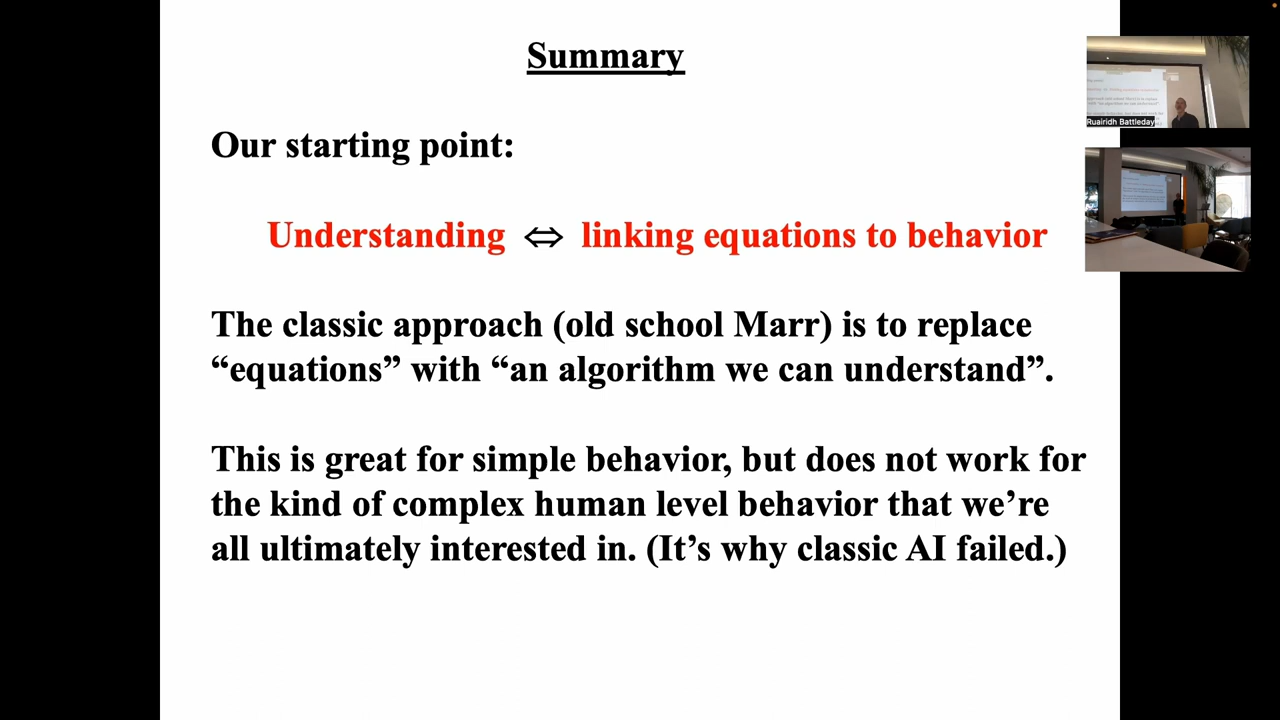 Summary
Our starting point:
Understanding ⇔ linking equations to behavior
The classic approach (old school Marr) is to replace
“equations” with “an algorithm we can understand”.
This is great for simple behavior, but does not work for
the kind of complex human level behavior that we’re
all ultimately interested in. (It’s why classic AI failed.)
Ruairidh Battleday